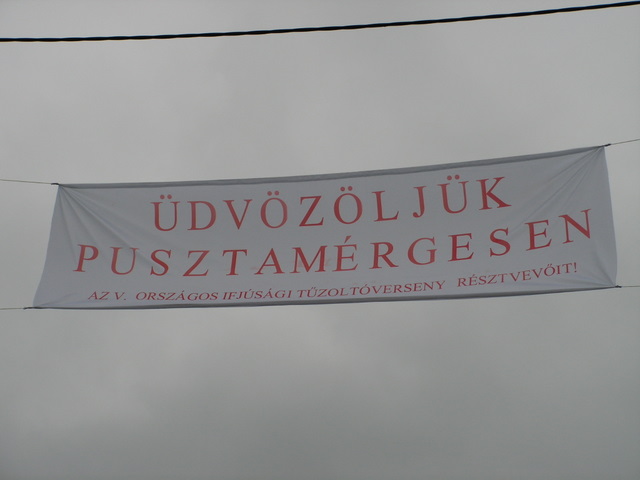 ÜDVÖZÖLJÜK
PUSZTAMÉRGESEN
AZ V. ORSZÁGOS IFJÚSÁGI TŰZOLTÓVERSENY RÉSZTVEVŐIT!